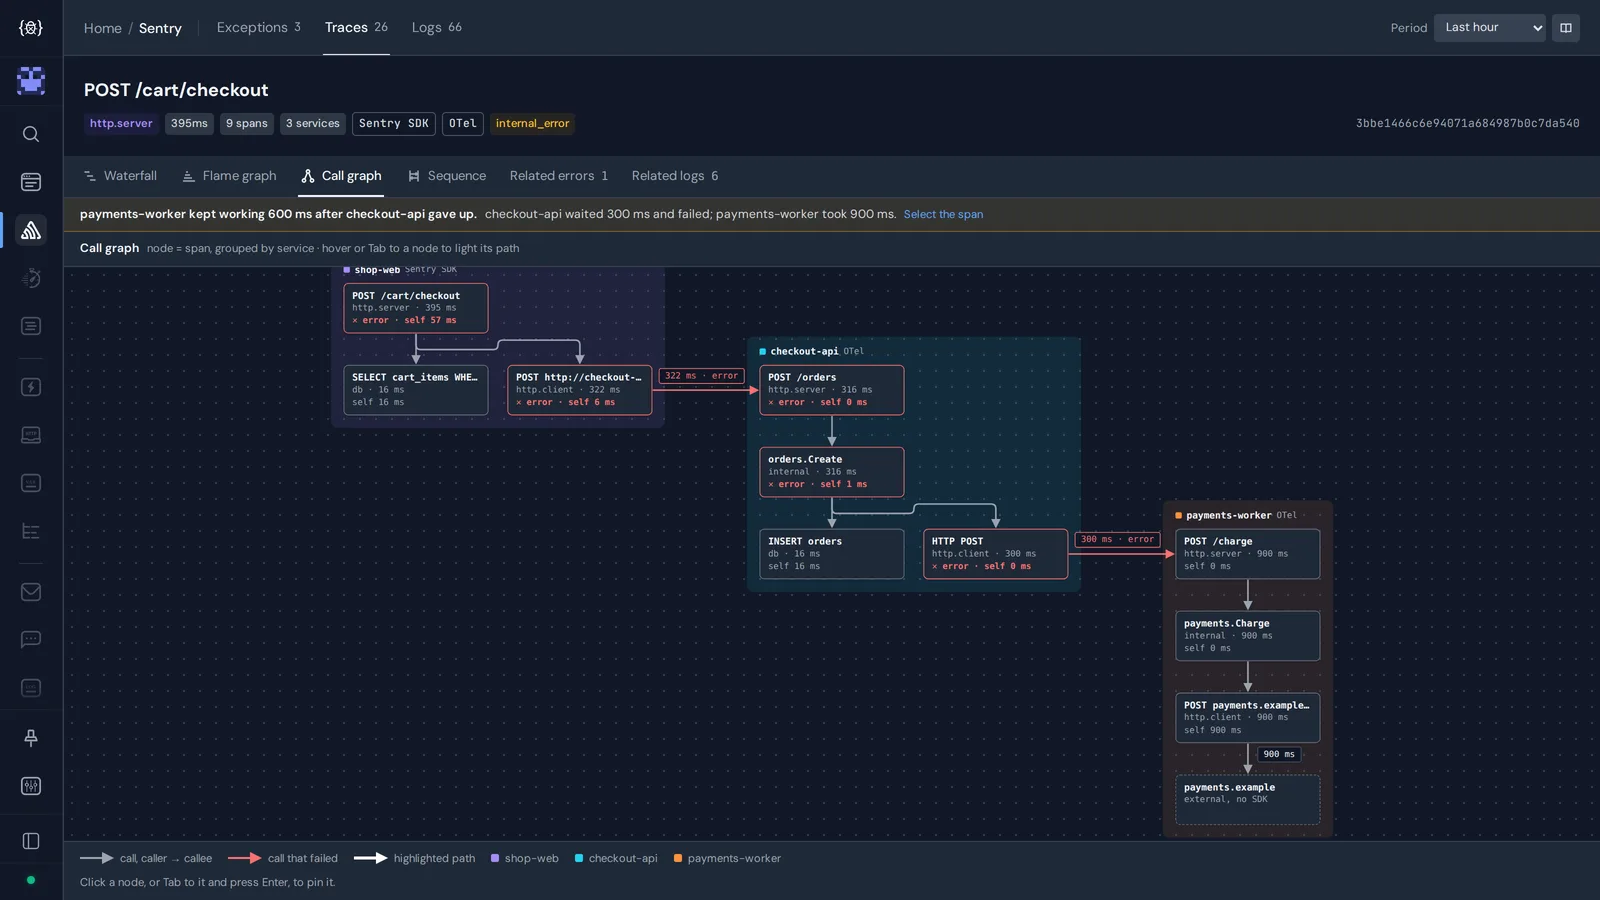 Home / Sentry
Exceptions 3
Traces 26
Logs 66
Period
Last hour
POST /cart/checkout
http.server
395ms
9 spans
3 services
Sentry SDK
OTel
internal_error
3bbe1466c6e94071a684987b0c7da540
Waterfall
Flame graph
Call graph
Sequence
Related errors 1
Related logs 6
payments-worker kept working 600 ms after checkout-api gave up. checkout-api waited 300 ms and failed; payments-worker took 900 ms. Select the span
Call graph node = span, grouped by service · hover or Tab to a node to light its path
shop-web Sentry SDK
POST /cart/checkout
http.server · 395 ms
× error · self 57 ms
SELECT cart_items WHE…
db · 16 ms
self 16 ms
POST http://checkout-…
http.client · 322 ms
× error · self 6 ms
322 ms · error
checkout-api OTel
POST /orders
http.server · 316 ms
× error · self 0 ms
orders.Create
internal · 316 ms
× error · self 1 ms
INSERT orders
db · 16 ms
self 16 ms
HTTP POST
http.client · 300 ms
× error · self 0 ms
300 ms · error
payments-worker OTel
POST /charge
http.server · 900 ms
self 0 ms
payments.Charge
internal · 900 ms
self 0 ms
POST payments.example…
http.client · 900 ms
self 900 ms
900 ms
payments.example
external, no SDK
call, caller → callee
call that failed
highlighted path
shop-web
checkout-api
payments-worker
Click a node, or Tab to it and press Enter, to pin it.